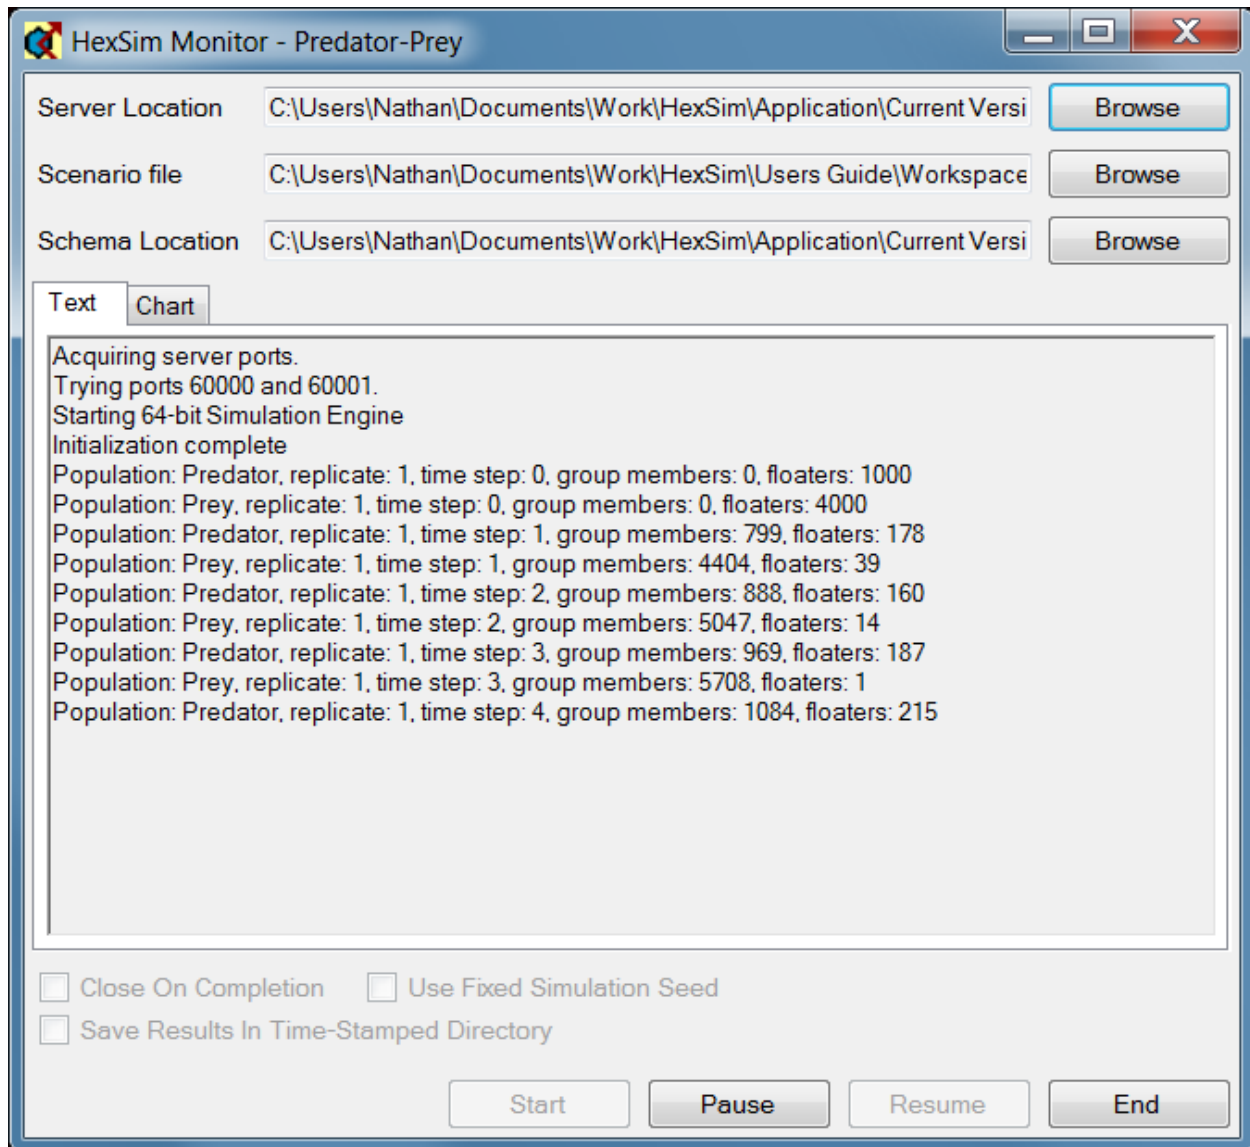 HexSim Monitor - Predator-Prey
Server Location C:\Users\Nathan\Documents\Work\HexSim\Application\Current Versi Browse
Scenario file C:\Users\Nathan\Documents\Work\HexSim\Users Guide\Workspace Browse
Schema Location C:\Users\Nathan\Documents\Work\HexSim\Application\Current Versi Browse
Text Chart
Acquiring server ports.
Trying ports 60000 and 60001.
Starting 64-bit Simulation Engine
Initialization complete
Population: Predator, replicate: 1, time step: 0, group members: 0, floaters: 1000
Population: Prey, replicate: 1, time step: 0, group members: 0, floaters: 4000
Population: Predator, replicate: 1, time step: 1, group members: 799, floaters: 178
Population: Prey, replicate: 1, time step: 1, group members: 4404, floaters: 39
Population: Predator, replicate: 1, time step: 2, group members: 888, floaters: 160
Population: Prey, replicate: 1, time step: 2, group members: 5047, floaters: 14
Population: Predator, replicate: 1, time step: 3, group members: 969, floaters: 187
Population: Prey, replicate: 1, time step: 3, group members: 5708, floaters: 1
Population: Predator, replicate: 1, time step: 4, group members: 1084, floaters: 215
Close On Completion Use Fixed Simulation Seed
Save Results In Time-Stamped Directory
Start Pause Resume End